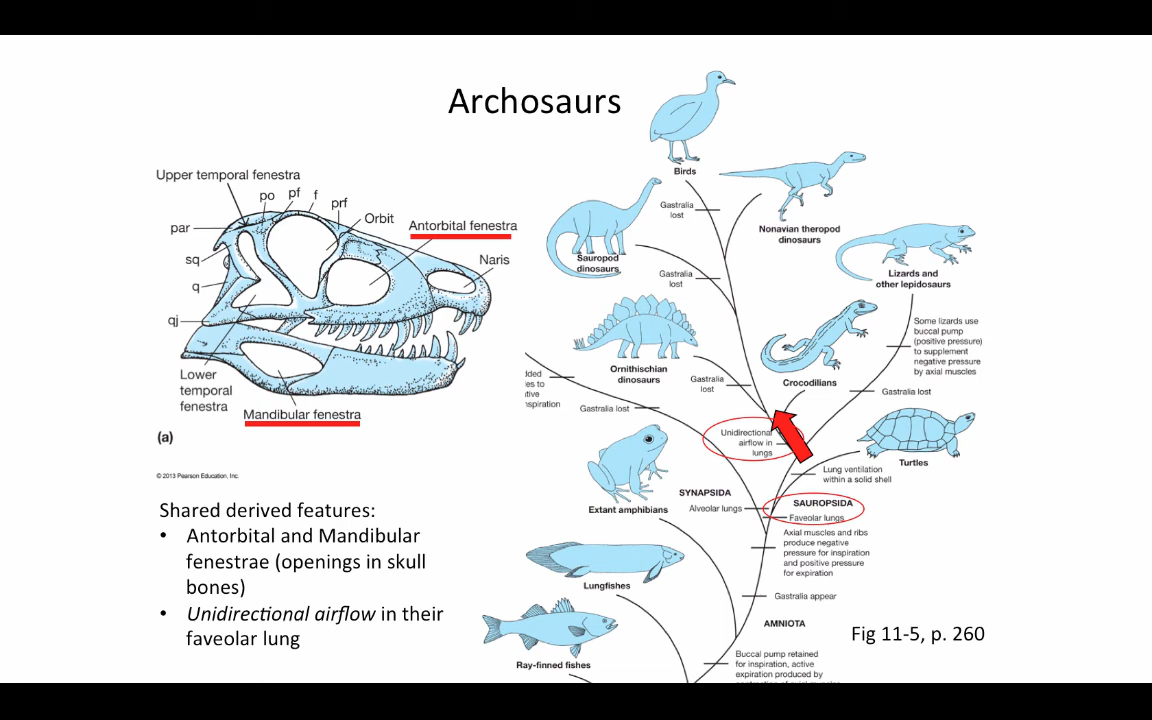 Archosaurs
Upper temporal fenestra
po
pf
f
prf
par
Orbit
Antorbital fenestra
sq
Naris
q
qj
Lower
temporal
fenestra
Mandibular fenestra
(a)
© 2013 Pearson Education, Inc.
Shared derived features:
• Antorbital and Mandibular
fenestrae (openings in skull
bones)
• Unidirectional airflow in their
faveolar lung
Birds
Gastralia
lost
Nonavian theropod
dinosaurs
Sauropod
dinosaurs
Gastralia
lost
Lizards and
other lepidosaurs
Some lizards use
buccal pump
(positive pressure)
to supplement
negative pressure
by axial muscles
Ornithischian
dinosaurs
Gastralia
lost
Crocodilians
Gastralia lost
dded
les to
ative
nspiration
Gastralia lost
Unidirectional
airflow in
lungs
Turtles
Lung ventilation
within a solid shell
Extant amphibians
SYNAPSIDA
Alveolar lungs
SAUROPSIDA
Faveolar lungs
Axial muscles and ribs
produce negative
pressure for inspiration
and positive pressure
for expiration
Lungfishes
Gastralia appear
AMNIOTA
Fig 11-5, p. 260
Ray-finned fishes
Buccal pump retained
for inspiration, active
expiration produced by